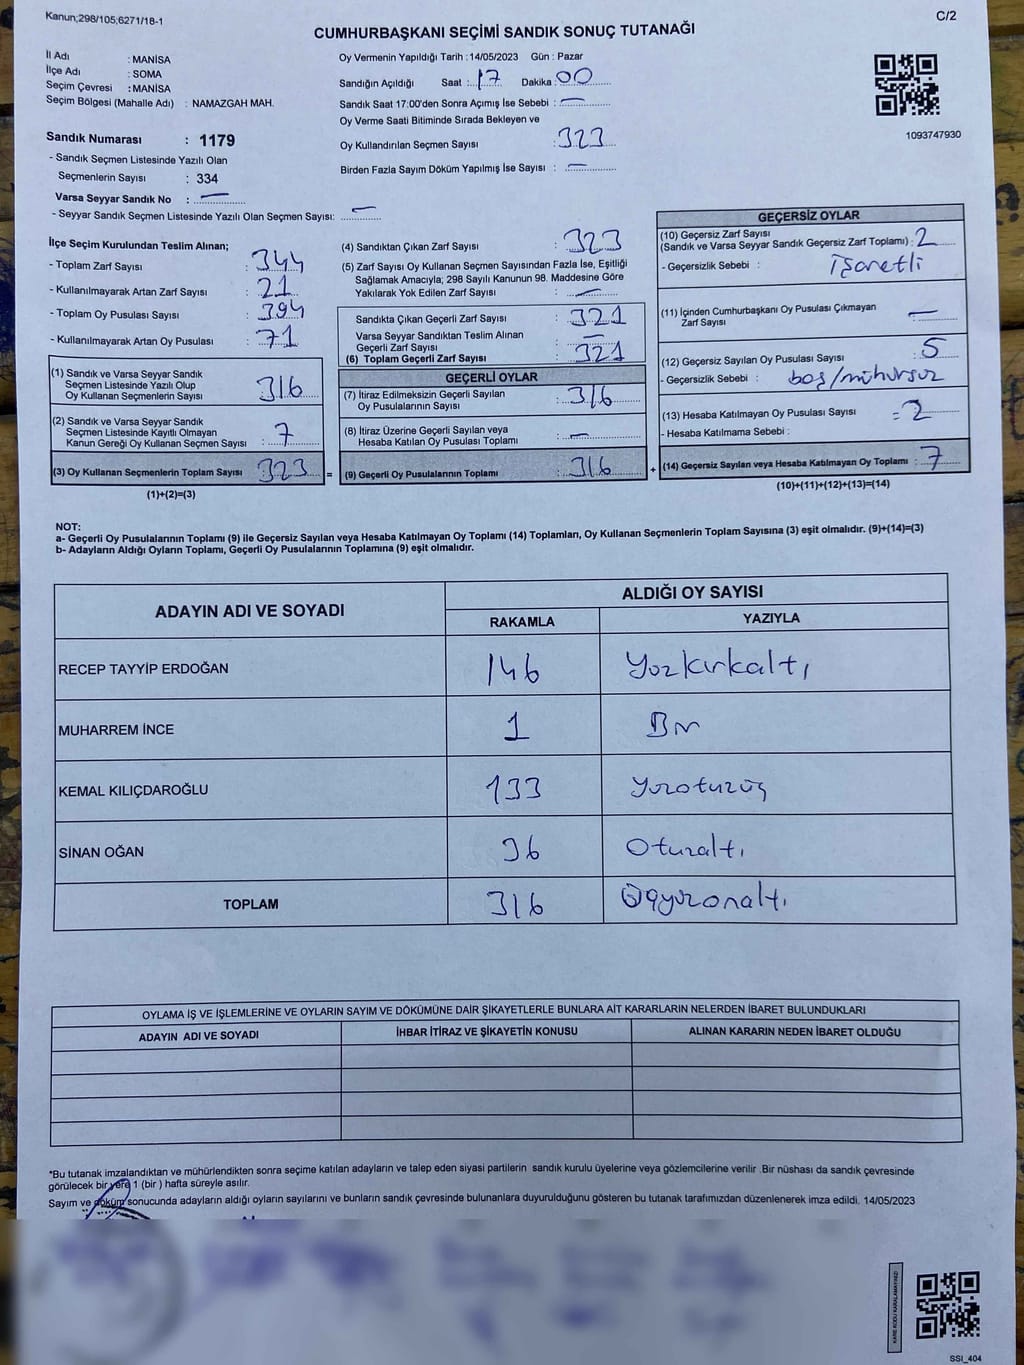 Kanun;298/105;6271/18-1
C/2
CUMHURBAŞKANI SEÇİMİ SANDIK SONUÇ TUTANAĞI
İl Adı : MANİSA
İlçe Adı : SOMA
Seçim Çevresi : MANİSA
Seçim Bölgesi (Mahalle Adı) : NAMAZGAH MAH.
Sandık Numarası : 1179
- Sandık Seçmen Listesinde Yazılı Olan
Seçmenlerin Sayısı : 334
Varsa Seyyar Sandık No : —
- Seyyar Sandık Seçmen Listesinde Yazılı Olan Seçmen Sayısı: —
Oy Vermenin Yapıldığı Tarih : 14/05/2023 Gün : Pazar
Sandığın Açıldığı Saat : 17 Dakika : 00
Sandık Saat 17:00'den Sonra Açımış İse Sebebi : —
Oy Verme Saati Bitiminde Sırada Bekleyen ve
Oy Kullandırılan Seçmen Sayısı : 323
Birden Fazla Sayım Döküm Yapılmış İse Sayısı : —
1093747930
İlçe Seçim Kurulundan Teslim Alınan;
- Toplam Zarf Sayısı : 344
- Kullanılmayarak Artan Zarf Sayısı : 21
- Toplam Oy Pusulası Sayısı : 394
- Kullanılmayarak Artan Oy Pusulası : 71
(1) Sandık ve Varsa Seyyar Sandık
Seçmen Listesinde Yazılı Olup
Oy Kullanan Seçmenlerin Sayısı : 316
(2) Sandık ve Varsa Seyyar Sandık
Seçmen Listesinde Kayıtlı Olmayan
Kanun Gereği Oy Kullanan Seçmen Sayısı : 7
(3) Oy Kullanan Seçmenlerin Toplam Sayısı 323 =
(1)+(2)=(3)
(4) Sandıktan Çıkan Zarf Sayısı : 323
(5) Zarf Sayısı Oy Kullanan Seçmen Sayısından Fazla İse, Eşitliği
Sağlamak Amacıyla; 298 Sayılı Kanunun 98. Maddesine Göre
Yakılarak Yok Edilen Zarf Sayısı : —
Sandıkta Çıkan Geçerli Zarf Sayısı : 321
Varsa Seyyar Sandıktan Teslim Alınan
Geçerli Zarf Sayısı : —
(6) Toplam Geçerli Zarf Sayısı : 321
GEÇERLİ OYLAR
(7) İtiraz Edilmeksizin Geçerli Sayılan
Oy Pusulalarının Sayısı : 316
(8) İtiraz Üzerine Geçerli Sayılan veya
Hesaba Katılan Oy Pusulası Toplamı : —
(9) Geçerli Oy Pusulalarının Toplamı : 316 +
GEÇERSİZ OYLAR
(10) Geçersiz Zarf Sayısı
(Sandık ve Varsa Seyyar Sandık Geçersiz Zarf Toplamı) : 2
- Geçersizlik Sebebi : işaretli
(11) İçinden Cumhurbaşkanı Oy Pusulası Çıkmayan
Zarf Sayısı : —
(12) Geçersiz Sayılan Oy Pusulası Sayısı : 5
- Geçersizlik Sebebi : boş/mühürsüz
(13) Hesaba Katılmayan Oy Pusulası Sayısı = 2
- Hesaba Katılmama Sebebi :
(14) Geçersiz Sayılan veya Hesaba Katılmayan Oy Toplamı : 7
(10)+(11)+(12)+(13)=(14)
NOT:
a- Geçerli Oy Pusulalarının Toplamı (9) ile Geçersiz Sayılan veya Hesaba Katılmayan Oy Toplamı (14) Toplamları, Oy Kullanan Seçmenlerin Toplam Sayısına (3) eşit olmalıdır. (9)+(14)=(3)
b- Adayların Aldığı Oyların Toplamı, Geçerli Oy Pusulalarının Toplamına (9) eşit olmalıdır.
ADAYIN ADI VE SOYADI ALDIĞI OY SAYISI
RAKAMLA YAZIYLA
RECEP TAYYİP ERDOĞAN 146 Yüzkırkaltı
MUHARREM İNCE 1 Bir
KEMAL KILIÇDAROĞLU 133 Yüzotuzüç
SİNAN OĞAN 36 Otuzaltı
TOPLAM 316 Üçyüzonaltı
OYLAMA İŞ VE İŞLEMLERİNE VE OYLARIN SAYIM VE DÖKÜMÜNE DAİR ŞİKAYETLERLE BUNLARA AİT KARARLARIN NELERDEN İBARET BULUNDUKLARI
ADAYIN ADI VE SOYADI İHBAR İTİRAZ VE ŞİKAYETİN KONUSU ALINAN KARARIN NEDEN İBARET OLDUĞU
*Bu tutanak imzalandıktan ve mühürlendikten sonra seçime katılan adayların ve talep eden siyasi partilerin sandık kurulu üyelerine veya gözlemcilerine verilir .Bir nüshası da sandık çevresinde
görülecek bir yere 1 (bir ) hafta süreyle asılır.
Sayım ve döküm sonucunda adayların aldığı oyların sayılarını ve bunların sandık çevresinde bulunanlara duyurulduğunu gösteren bu tutanak tarafımızdan düzenlenerek imza edildi. 14/05/2023
KARE KODU KARALAMAYINIZ!
SSI_404